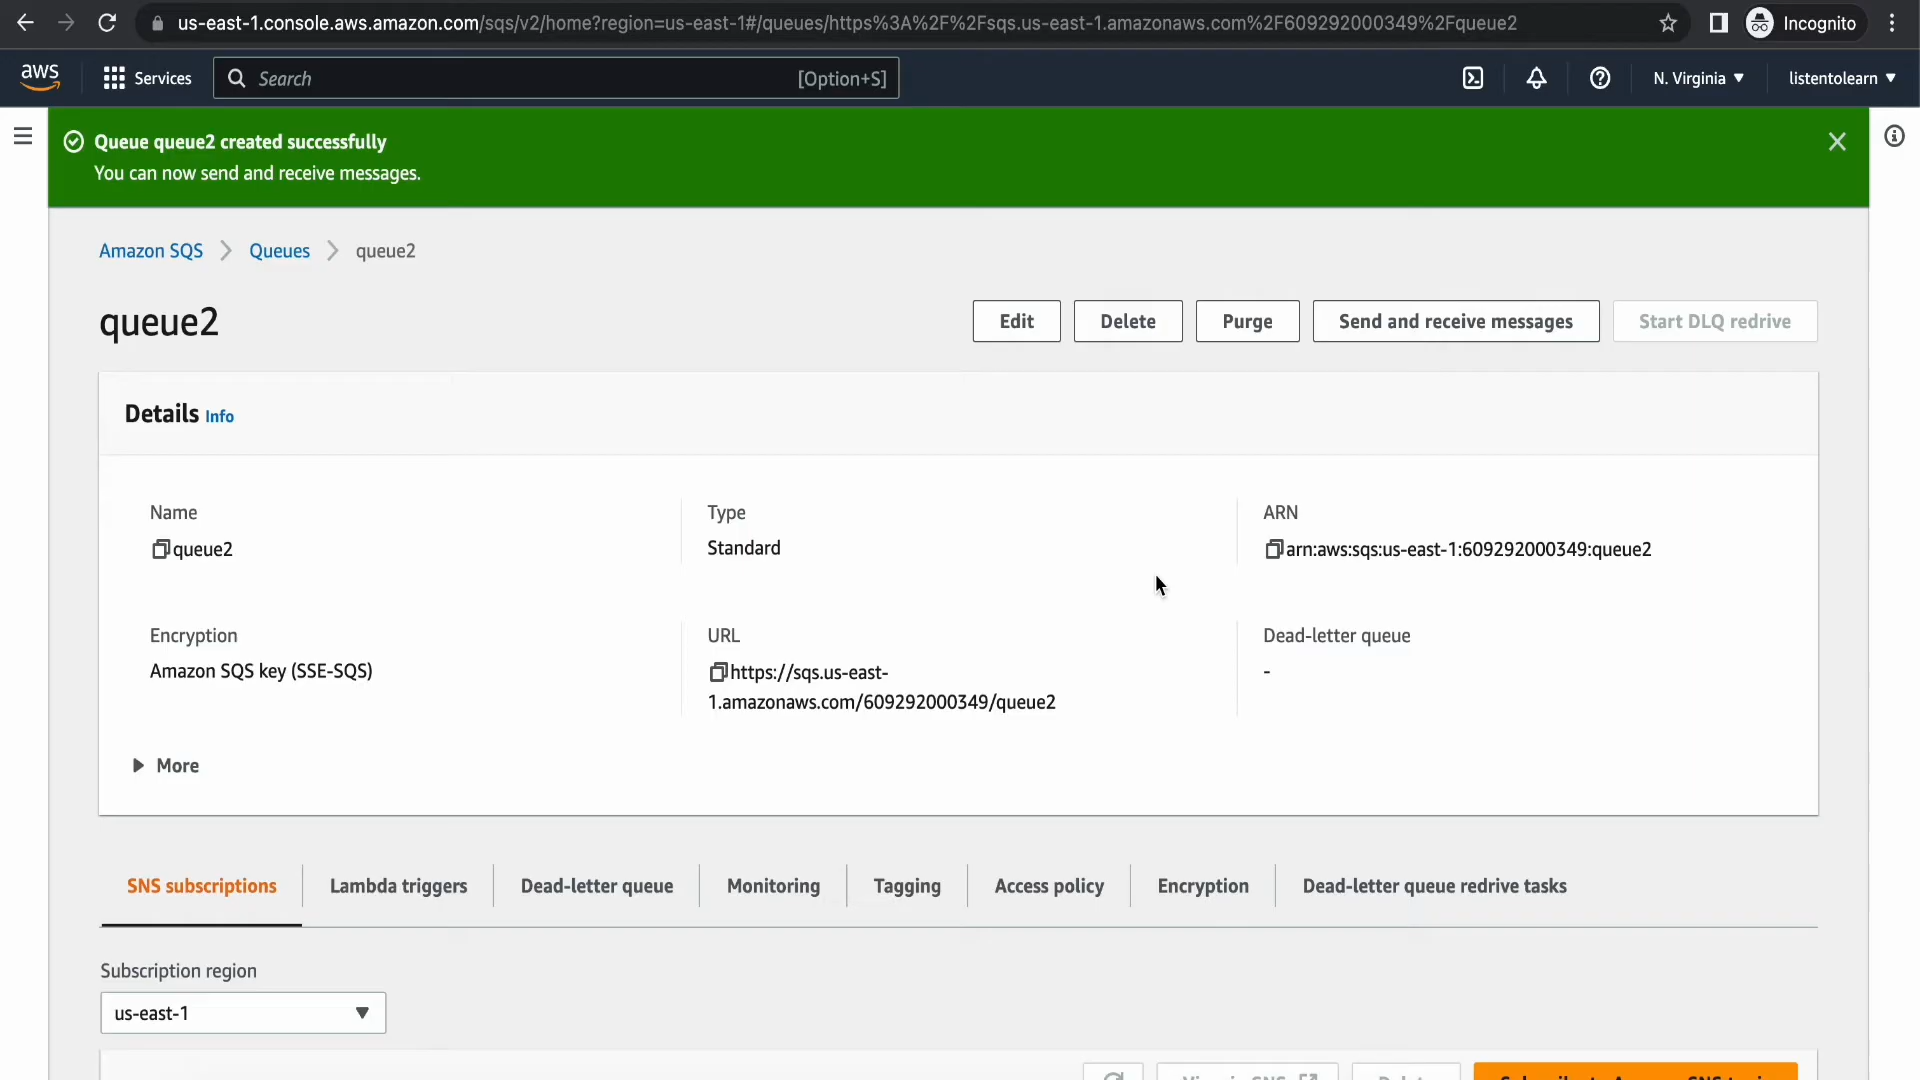 us-east-1.console.aws.amazon.com/sqs/v2/home?region=us-east-1#/queues/https%3A%2F%2Fsqs.us-east-1.amazonaws.com%2F609292000349%2Fqueue2
Incognito
aws
Services
Search
[Option+S]
N. Virginia
listentolearn
Queue queue2 created successfully
You can now send and receive messages.
Amazon SQS
Queues
queue2
queue2
Edit
Delete
Purge
Send and receive messages
Start DLQ redrive
Details Info
Name
queue2
Type
Standard
ARN
arn:aws:sqs:us-east-1:609292000349:queue2
Encryption
Amazon SQS key (SSE-SQS)
URL
https://sqs.us-east-
1.amazonaws.com/609292000349/queue2
Dead-letter queue
-
More
SNS subscriptions
Lambda triggers
Dead-letter queue
Monitoring
Tagging
Access policy
Encryption
Dead-letter queue redrive tasks
Subscription region
us-east-1